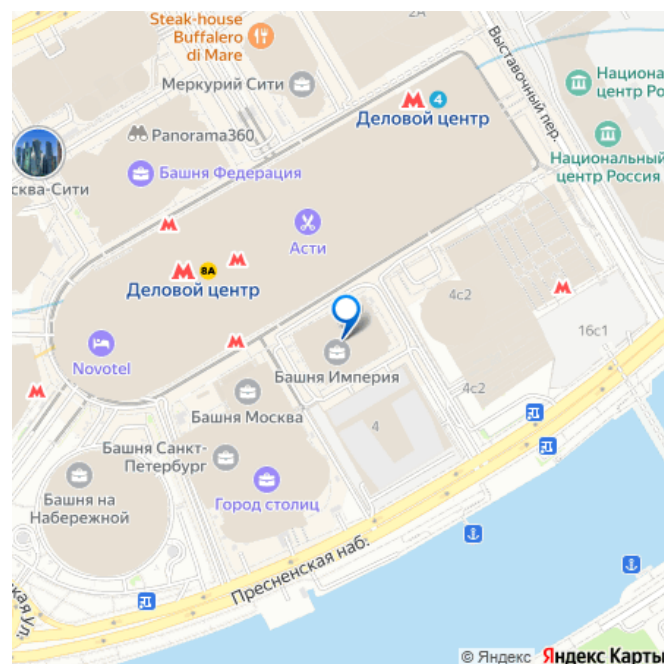 Steak-house
Buffalero
di Mare
2А
Выставочный пер.
Национа
центр Ро
Меркурий Сити
4
Деловой центр
Национальный
центр Россия
Panorama360
сква-Сити
Башня Федерация
Асти
8А
Деловой центр
4с2
16с1
Novotel
Башня Империя
4с2
Башня Москва
4
Башня Санкт-
Петербург
Башня на
Набережной
Город столиц
Пресненская наб.
кая ул.
© Яндекс Яндекс Карты